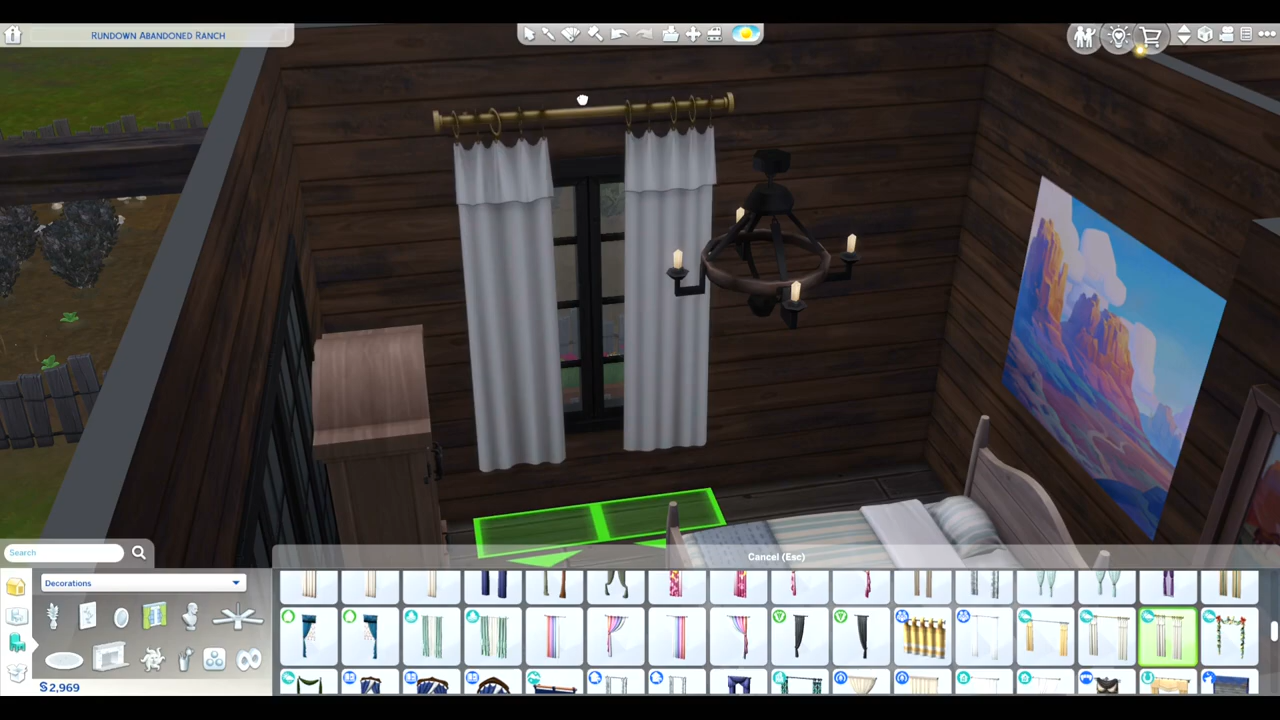 RUNDOWN ABANDONED RANCH
Cancel (Esc)
Search
Decorations
§2,969